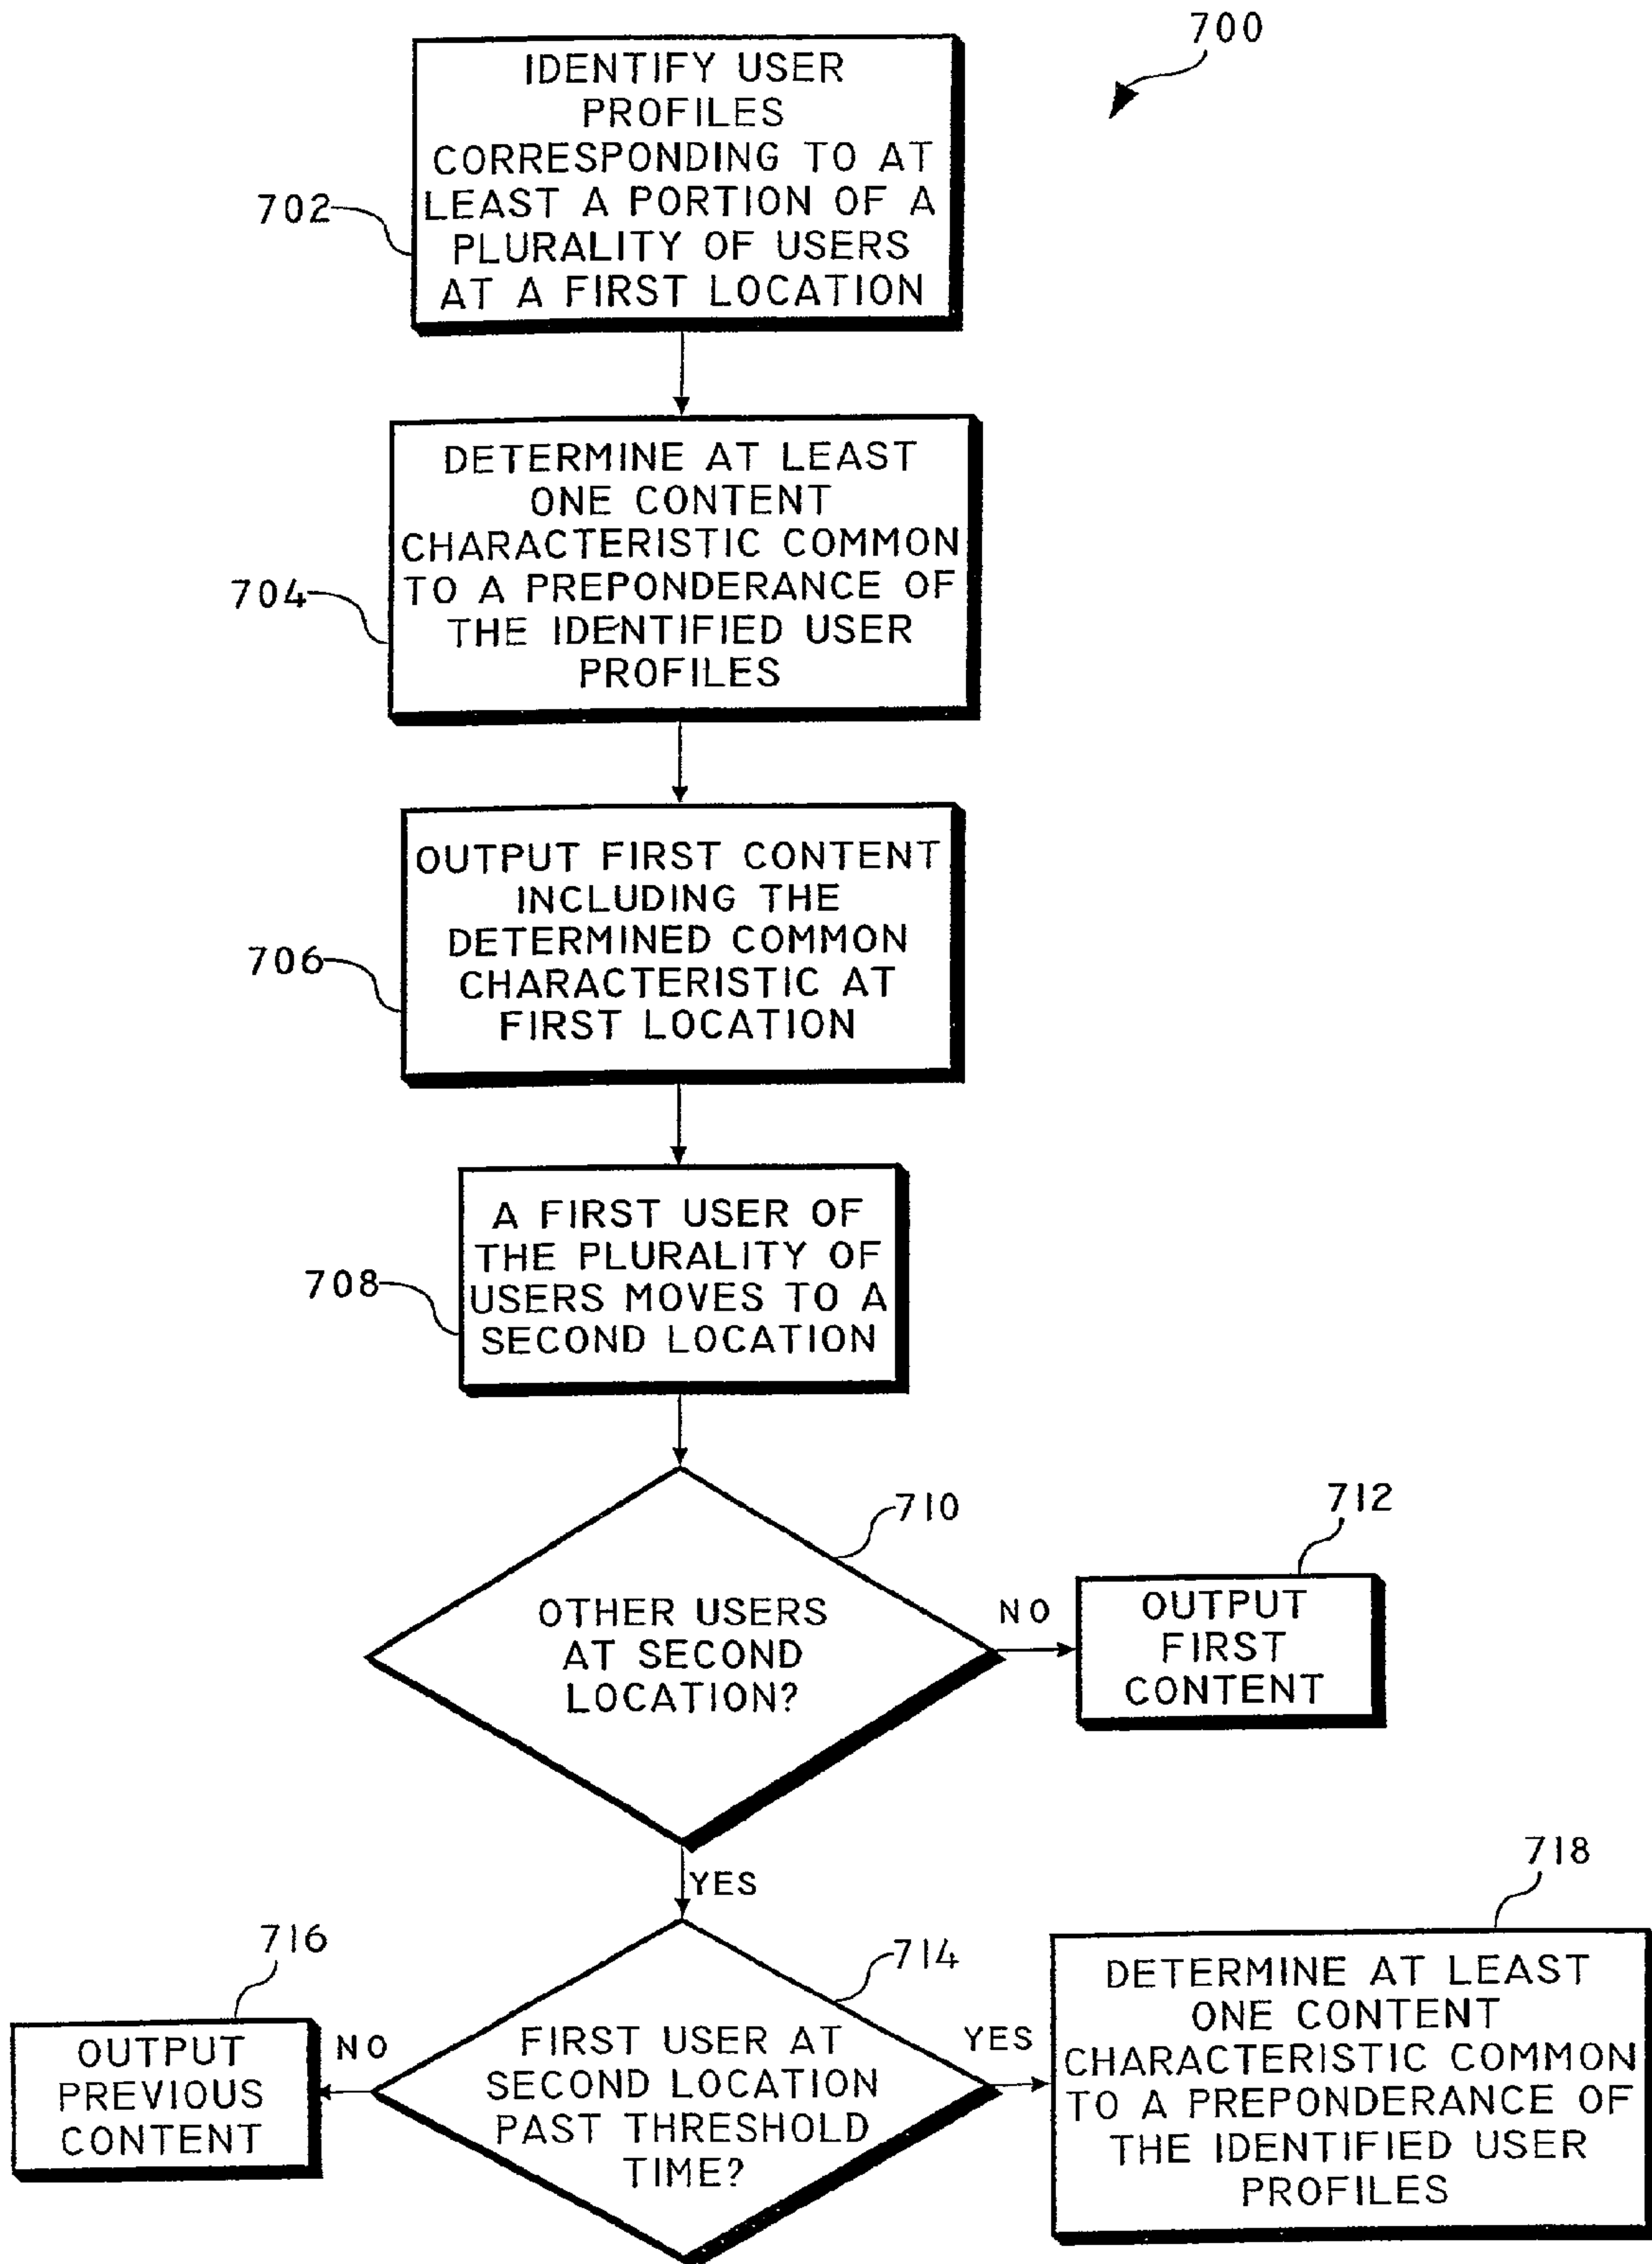 700
IDENTIFY USER
PROFILES
CORRESPONDING TO AT
LEAST A PORTION OF A
PLURALITY OF USERS
AT A FIRST LOCATION
702
DETERMINE AT LEAST
ONE CONTENT
CHARACTERISTIC COMMON
TO A PREPONDERANCE OF
THE IDENTIFIED USER
PROFILES
704
OUTPUT FIRST CONTENT
INCLUDING THE
DETERMINED COMMON
CHARACTERISTIC AT
FIRST LOCATION
706
A FIRST USER OF
THE PLURALITY OF
USERS MOVES TO A
SECOND LOCATION
708
710
OTHER USERS
AT SECOND
LOCATION?
NO
712
OUTPUT
FIRST
CONTENT
YES
714
FIRST USER AT
SECOND LOCATION
PAST THRESHOLD
TIME?
NO
716
OUTPUT
PREVIOUS
CONTENT
YES
718
DETERMINE AT LEAST
ONE CONTENT
CHARACTERISTIC COMMON
TO A PREPONDERANCE OF
THE IDENTIFIED USER
PROFILES